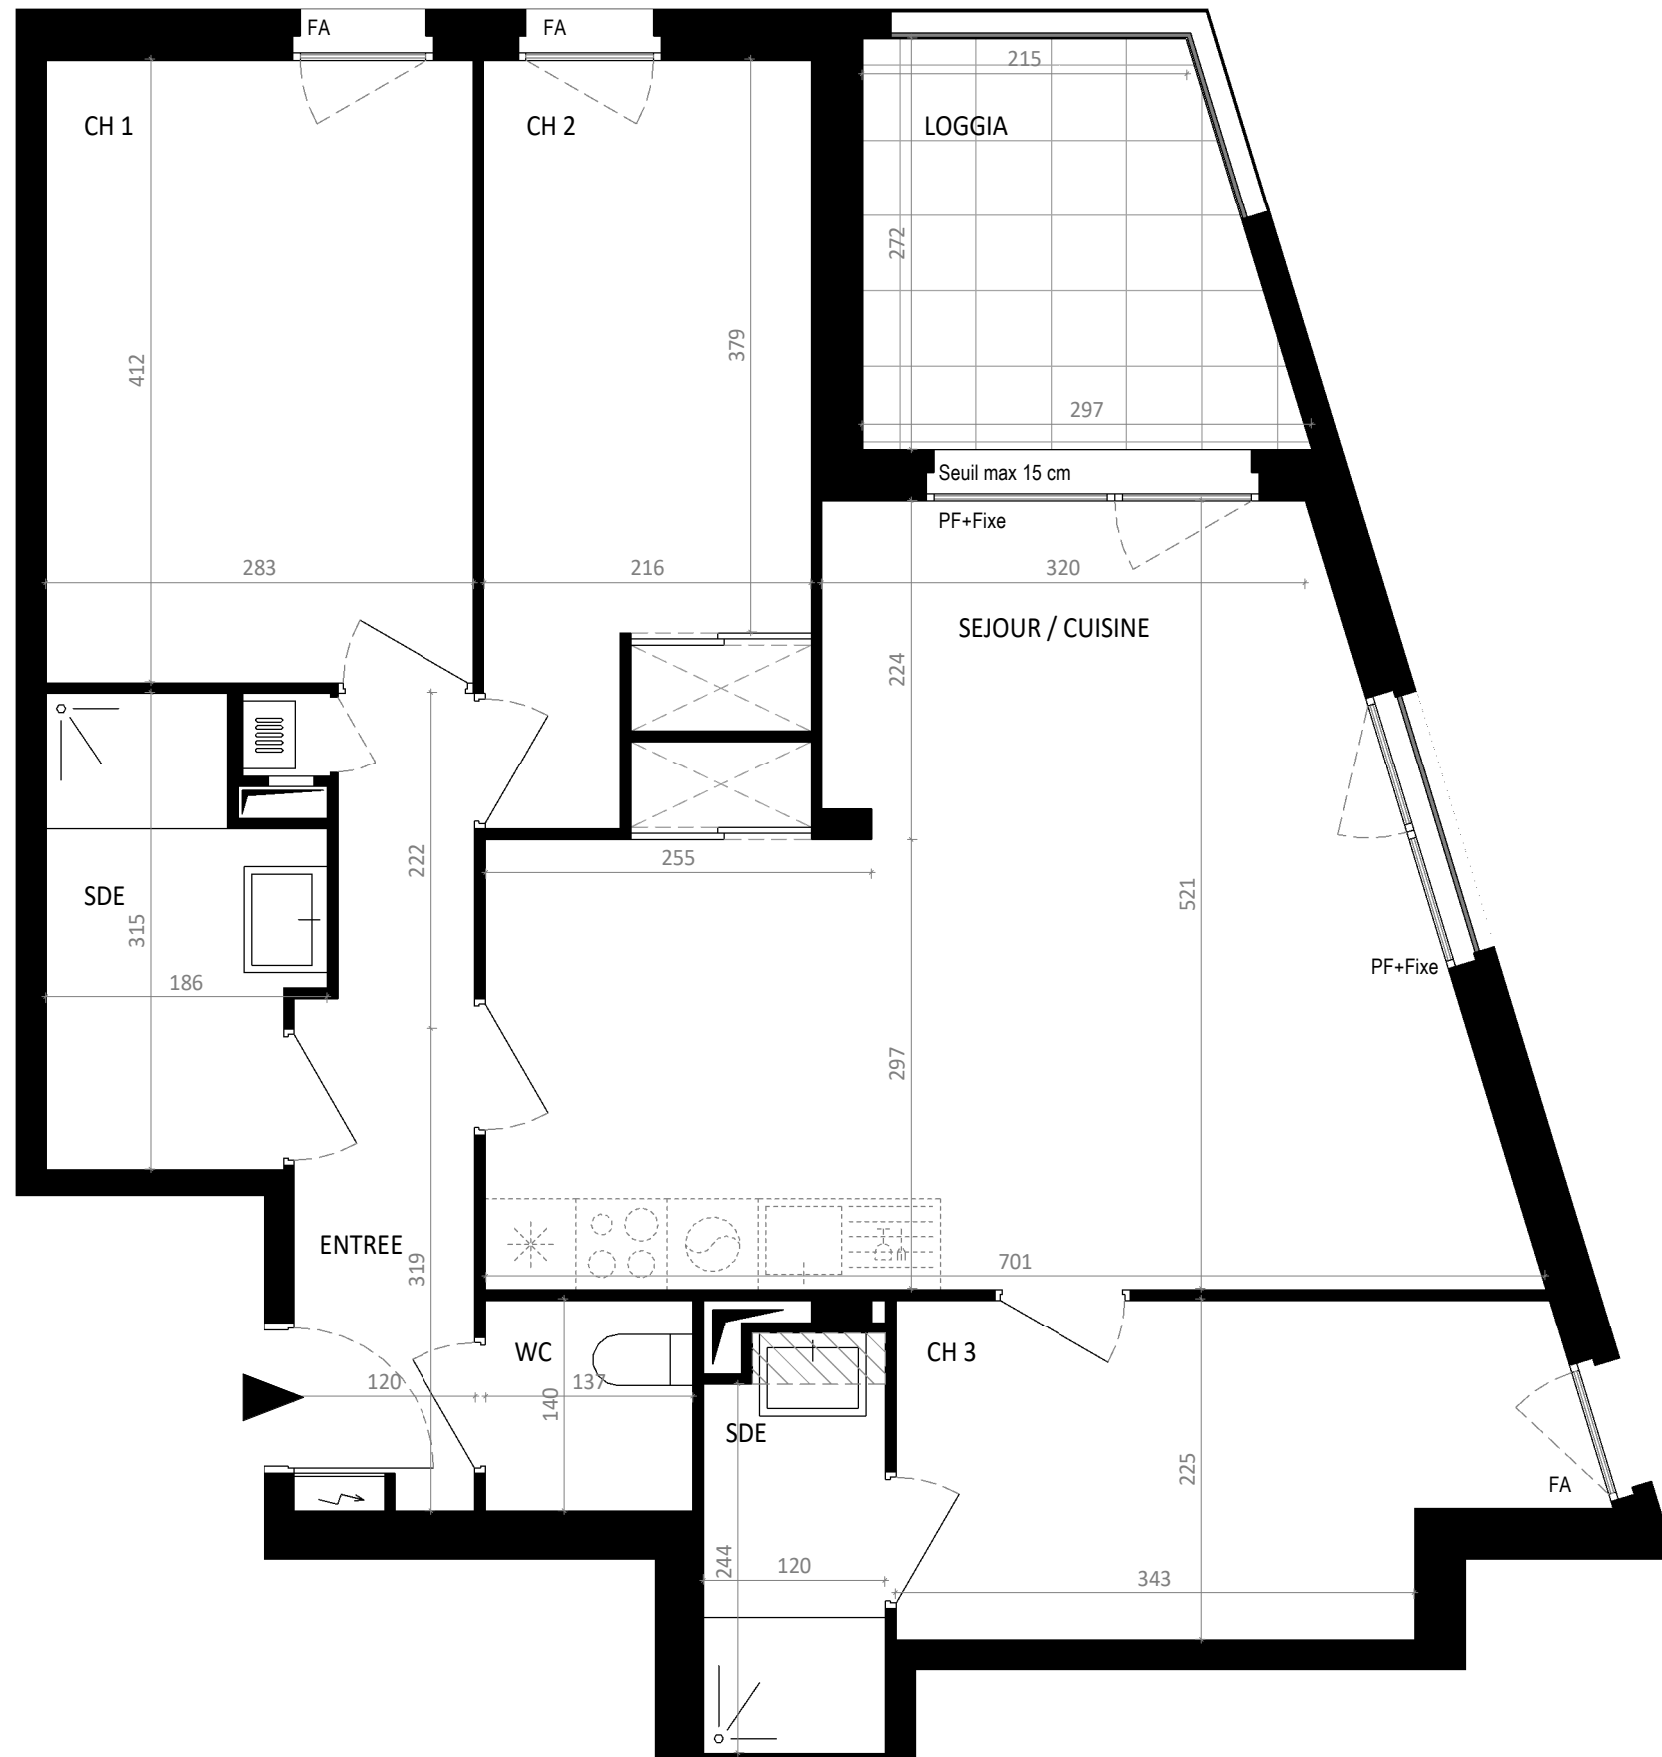 FA
FA
215
CH 1
CH 2
LOGGIA
272
379
412
297
Seuil max 15 cm
PF+Fixe
283
216
320
SEJOUR / CUISINE
224
222
255
SDE
521
315
PF+Fixe
186
297
ENTREE
319
701
WC
CH 3
120
137
140
SDE
225
FA
244
120
343